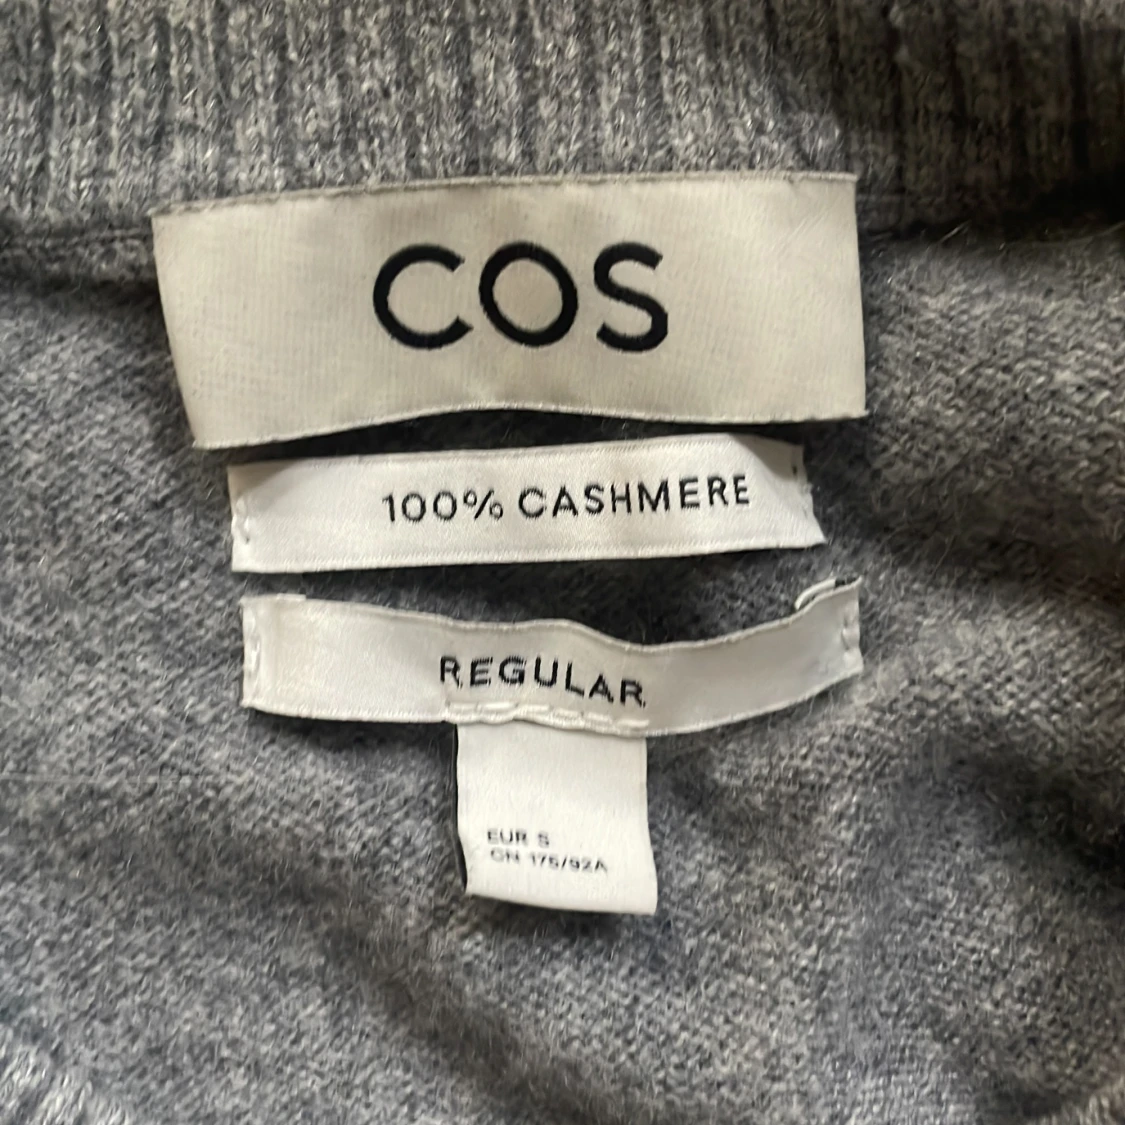 COS
100% CASHMERE
REGULAR
EUR S
CN 175/92A